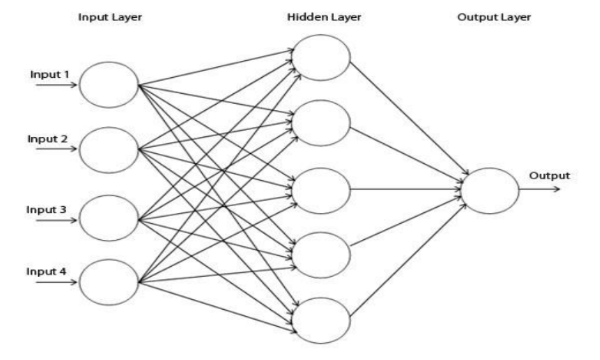 Input Layer
Hidden Layer
Output Layer
Input 1
Input 2
Input 3
Input 4
Output